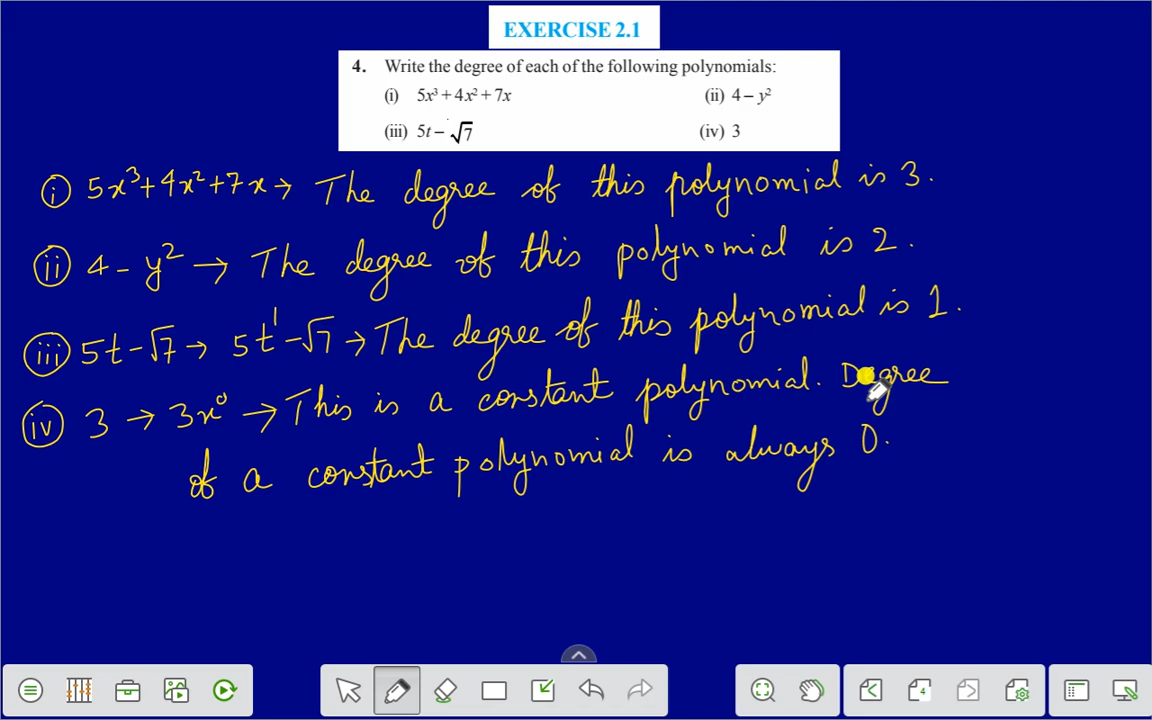 EXERCISE 2.1
4. Write the degree of each of the following polynomials:
(i) 5x³ + 4x² + 7x (ii) 4 – y²
(iii) 5t – √7 (iv) 3
(i) 5x³+4x²+7x → The degree of this polynomial is 3.
(ii) 4 - y² → The degree of this polynomial is 2.
(iii) 5t-√7 → 5t¹-√7 → The degree of this polynomial is 1.
(iv) 3 → 3x⁰ → This is a constant polynomial. Degree
of a constant polynomial is always 0.
4